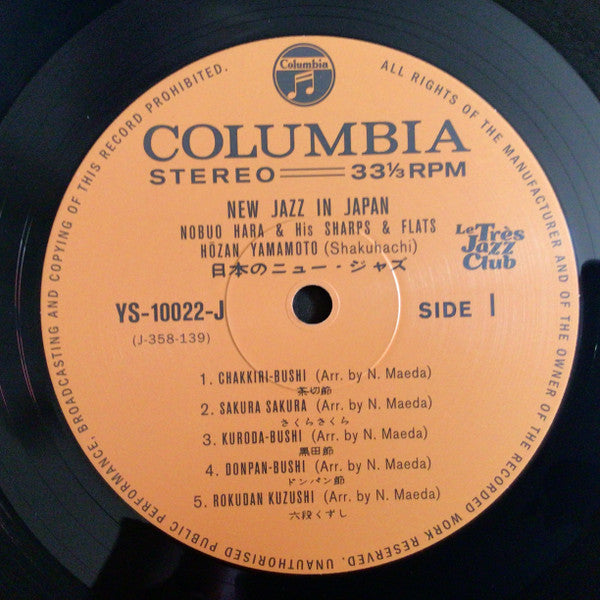 Columbia
COLUMBIA
STEREO 33⅓ RPM
NEW JAZZ IN JAPAN
NOBUO HARA & His SHARPS & FLATS
HŌZAN YAMAMOTO (Shakuhachi)
日本のニュー・ジャズ
Le Très
Jazz
Club
YS-10022-J
(J-358-139)
SIDE 1
1. CHAKKIRI-BUSHI (Arr. by N. Maeda)
茶切節
2. SAKURA SAKURA (Arr. by N. Maeda)
さくらさくら
3. KURODA-BUSHI (Arr. by N. Maeda)
黒田節
4. DONPAN-BUSHI (Arr. by N. Maeda)
ドンパン節
5. ROKUDAN KUZUSHI (Arr. by N. Maeda)
六段くずし
ALL RIGHTS OF THE MANUFACTURER AND OF THE OWNER OF THE RECORDED WORK RESERVED. UNAUTHORISED PUBLIC PERFORMANCE, BROADCASTING AND COPYING OF THIS RECORD PROHIBITED.